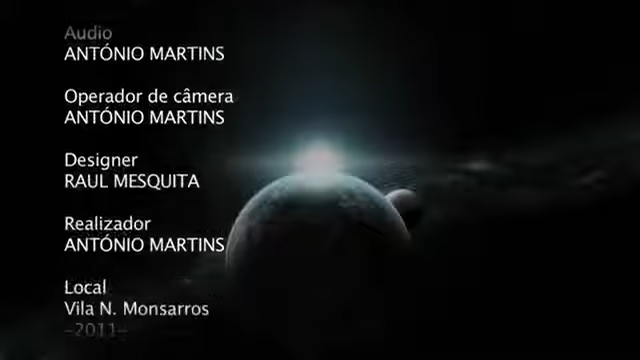 Audio
ANTÓNIO MARTINS
Operador de câmera
ANTÓNIO MARTINS
Designer
RAUL MESQUITA
Realizador
ANTÓNIO MARTINS
Local
Vila N. Monsarros
-2011-